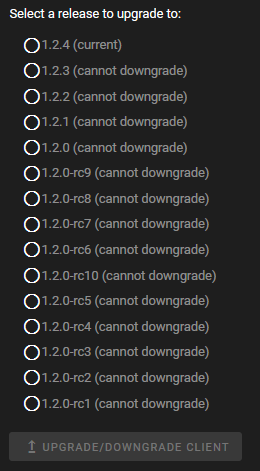 Select a release to upgrade to:
1.2.4 (current)
1.2.3 (cannot downgrade)
1.2.2 (cannot downgrade)
1.2.1 (cannot downgrade)
1.2.0 (cannot downgrade)
1.2.0-rc9 (cannot downgrade)
1.2.0-rc8 (cannot downgrade)
1.2.0-rc7 (cannot downgrade)
1.2.0-rc6 (cannot downgrade)
1.2.0-rc10 (cannot downgrade)
1.2.0-rc5 (cannot downgrade)
1.2.0-rc4 (cannot downgrade)
1.2.0-rc3 (cannot downgrade)
1.2.0-rc2 (cannot downgrade)
1.2.0-rc1 (cannot downgrade)
UPGRADE/DOWNGRADE CLIENT